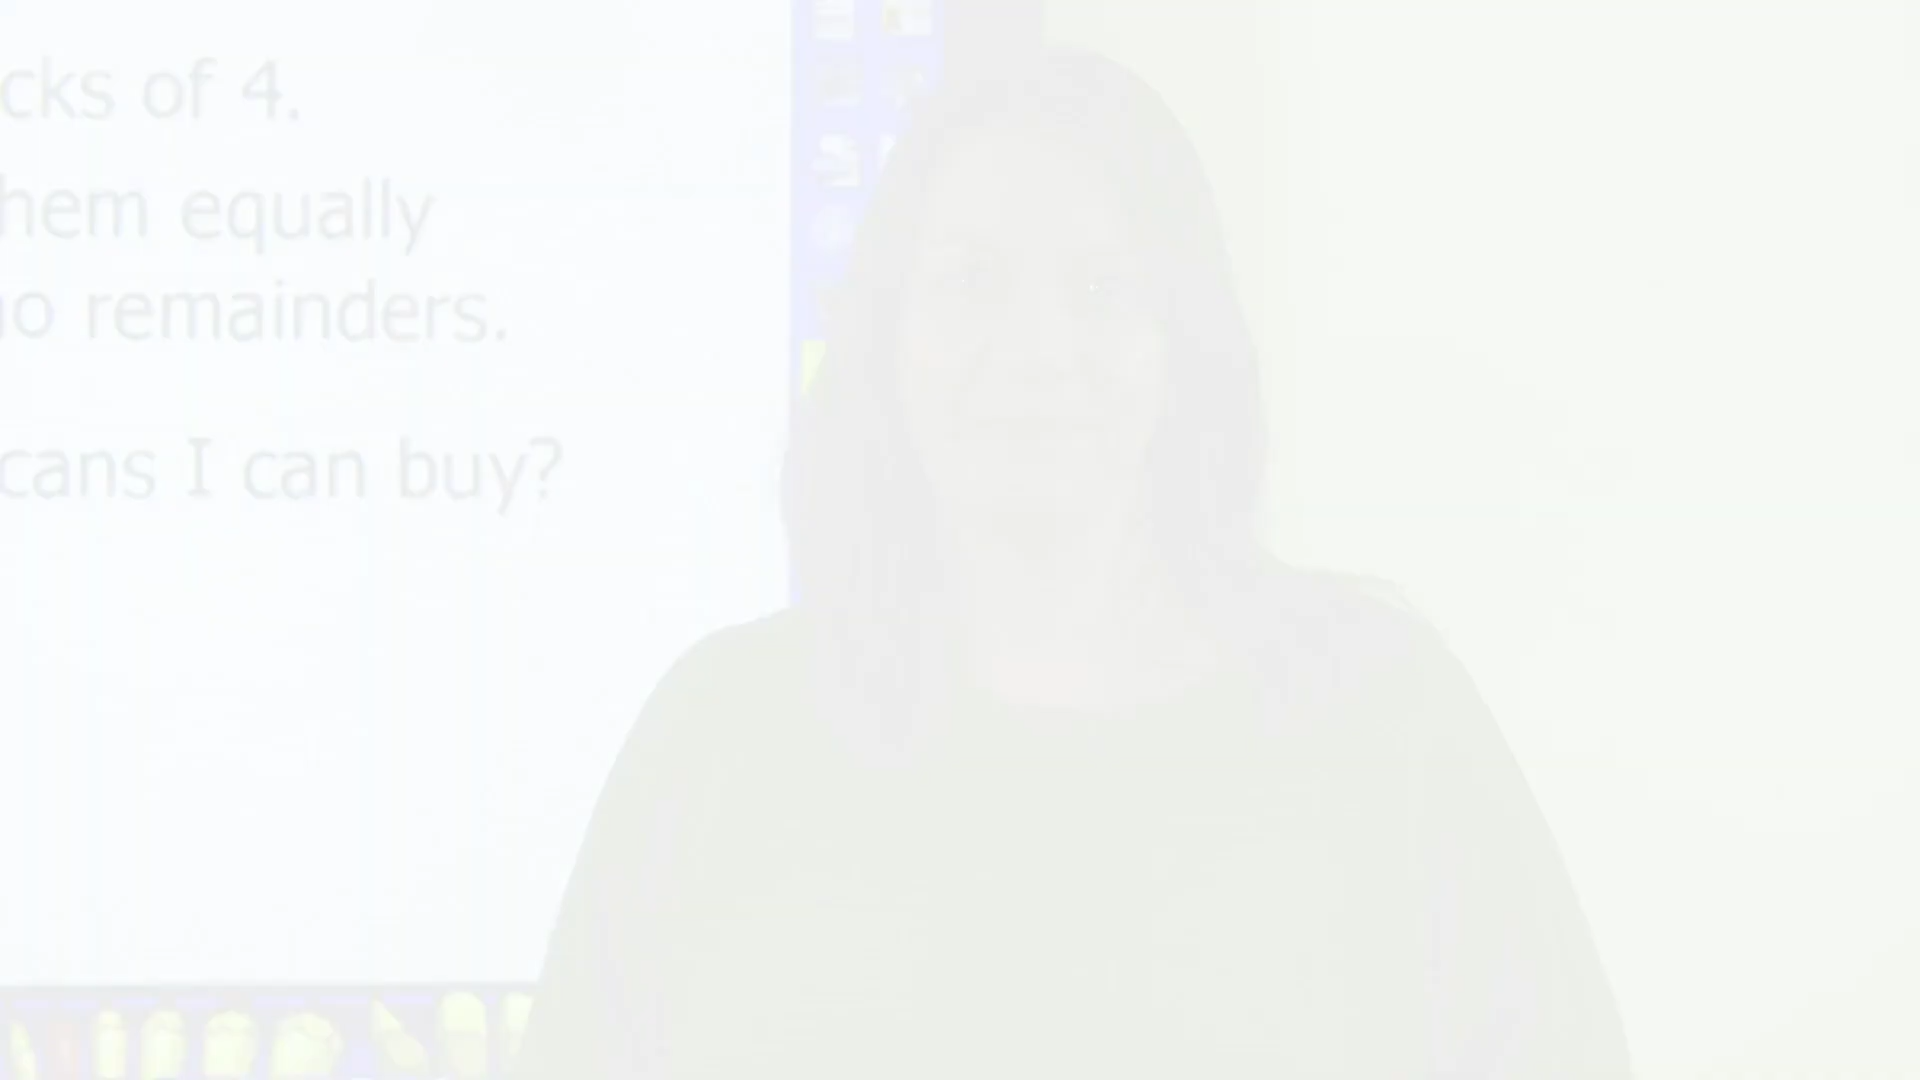 cks of 4.
hem equally
no remainders.
cans I can buy?